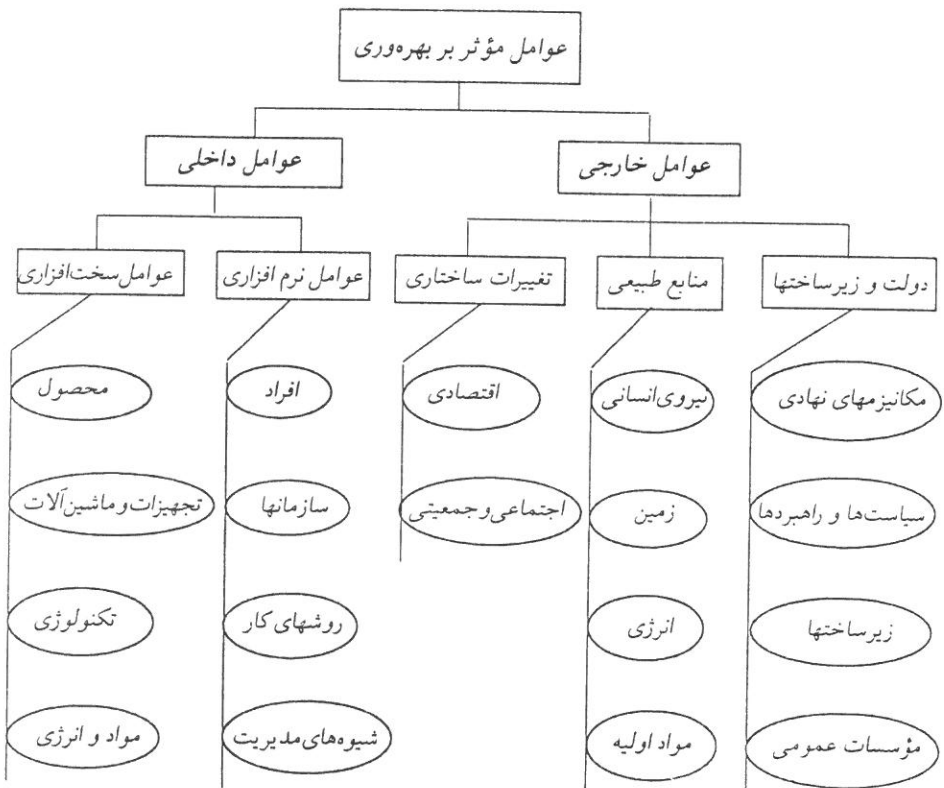 عوامل مؤثر بر بهره‌وری
عوامل خارجی
عوامل داخلی
دولت و زیرساختها
منابع طبیعی
تغییرات ساختاری
عوامل نرم افزاری
عوامل سخت‌افزاری
مکانیزمهای نهادی
نیروی انسانی
اقتصادی
افراد
محصول
سیاست‌ها و راهبردها
زمین
اجتماعی و جمعیتی
سازمانها
تجهیزات و ماشین‌آلات
زیرساختها
انرژی
روشهای کار
تکنولوژی
مؤسسات عمومی
مواد اولیه
شیوه‌های مدیریت
مواد و انرژی